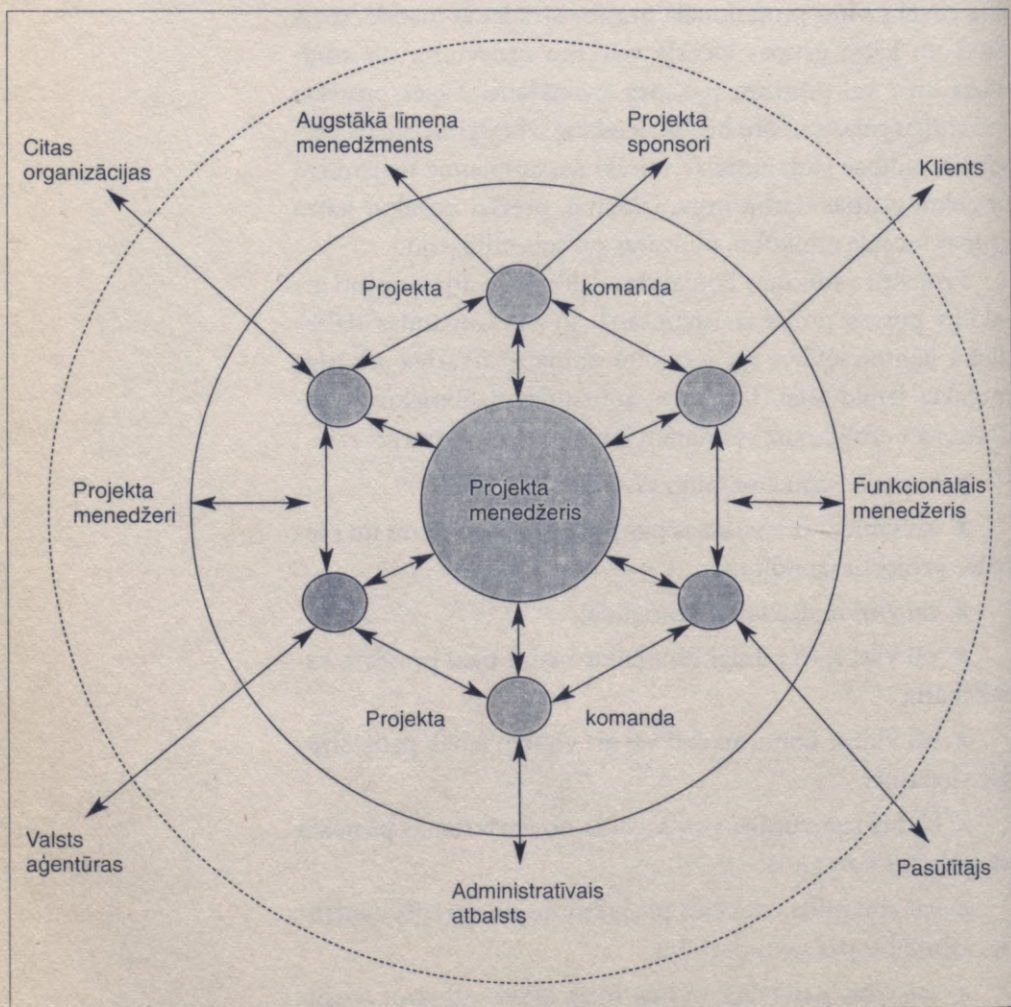 Citas
organizācijas
Augstākā līmeņa
menedžments
Projekta
sponsori
Klients
Projekta
komanda
Projekta
menedžeri
Projekta
menedžeris
Funkcionālais
menedžeris
Projekta
komanda
Valsts
aģentūras
Administratīvais
atbalsts
Pasūtītājs